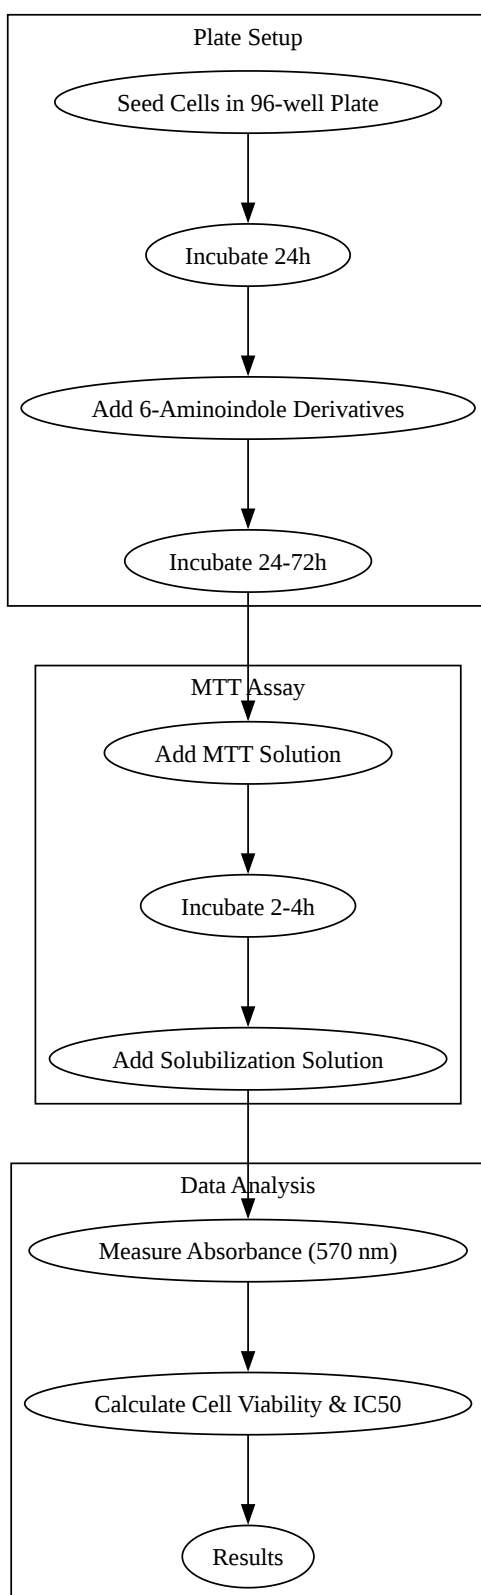 Plate Setup
Seed Cells in 96-well Plate
Incubate 24h
Add 6-Aminoindole Derivatives
Incubate 24-72h
MTT Assay
Add MTT Solution
Incubate 2-4h
Add Solubilization Solution
Data Analysis
Measure Absorbance (570 nm)
Calculate Cell Viability & IC50
Results